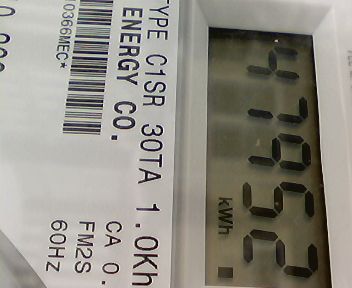 47952
kWh
TYPE C1SR 30TA 1.0Kh
ENERGY CO.
CA 0.
FM2S
60HZ
0366MEC*